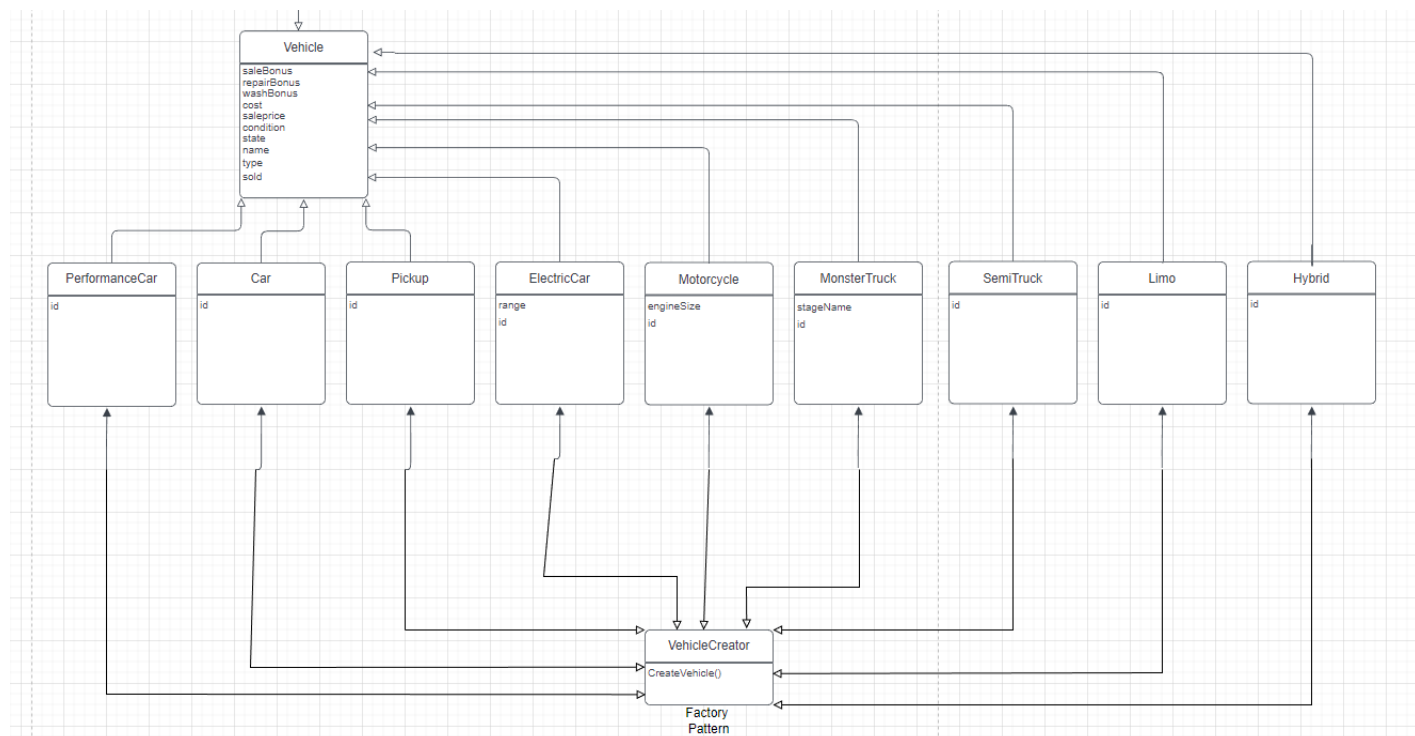 Vehicle
saleBonus
repairBonus
washBonus
cost
saleprice
condition
state
name
type
sold
PerformanceCar
id
Car
id
Pickup
id
ElectricCar
range
id
Motorcycle
engineSize
id
MonsterTruck
stageName
id
SemiTruck
id
Limo
id
Hybrid
id
VehicleCreator
CreateVehicle()
Factory
Pattern